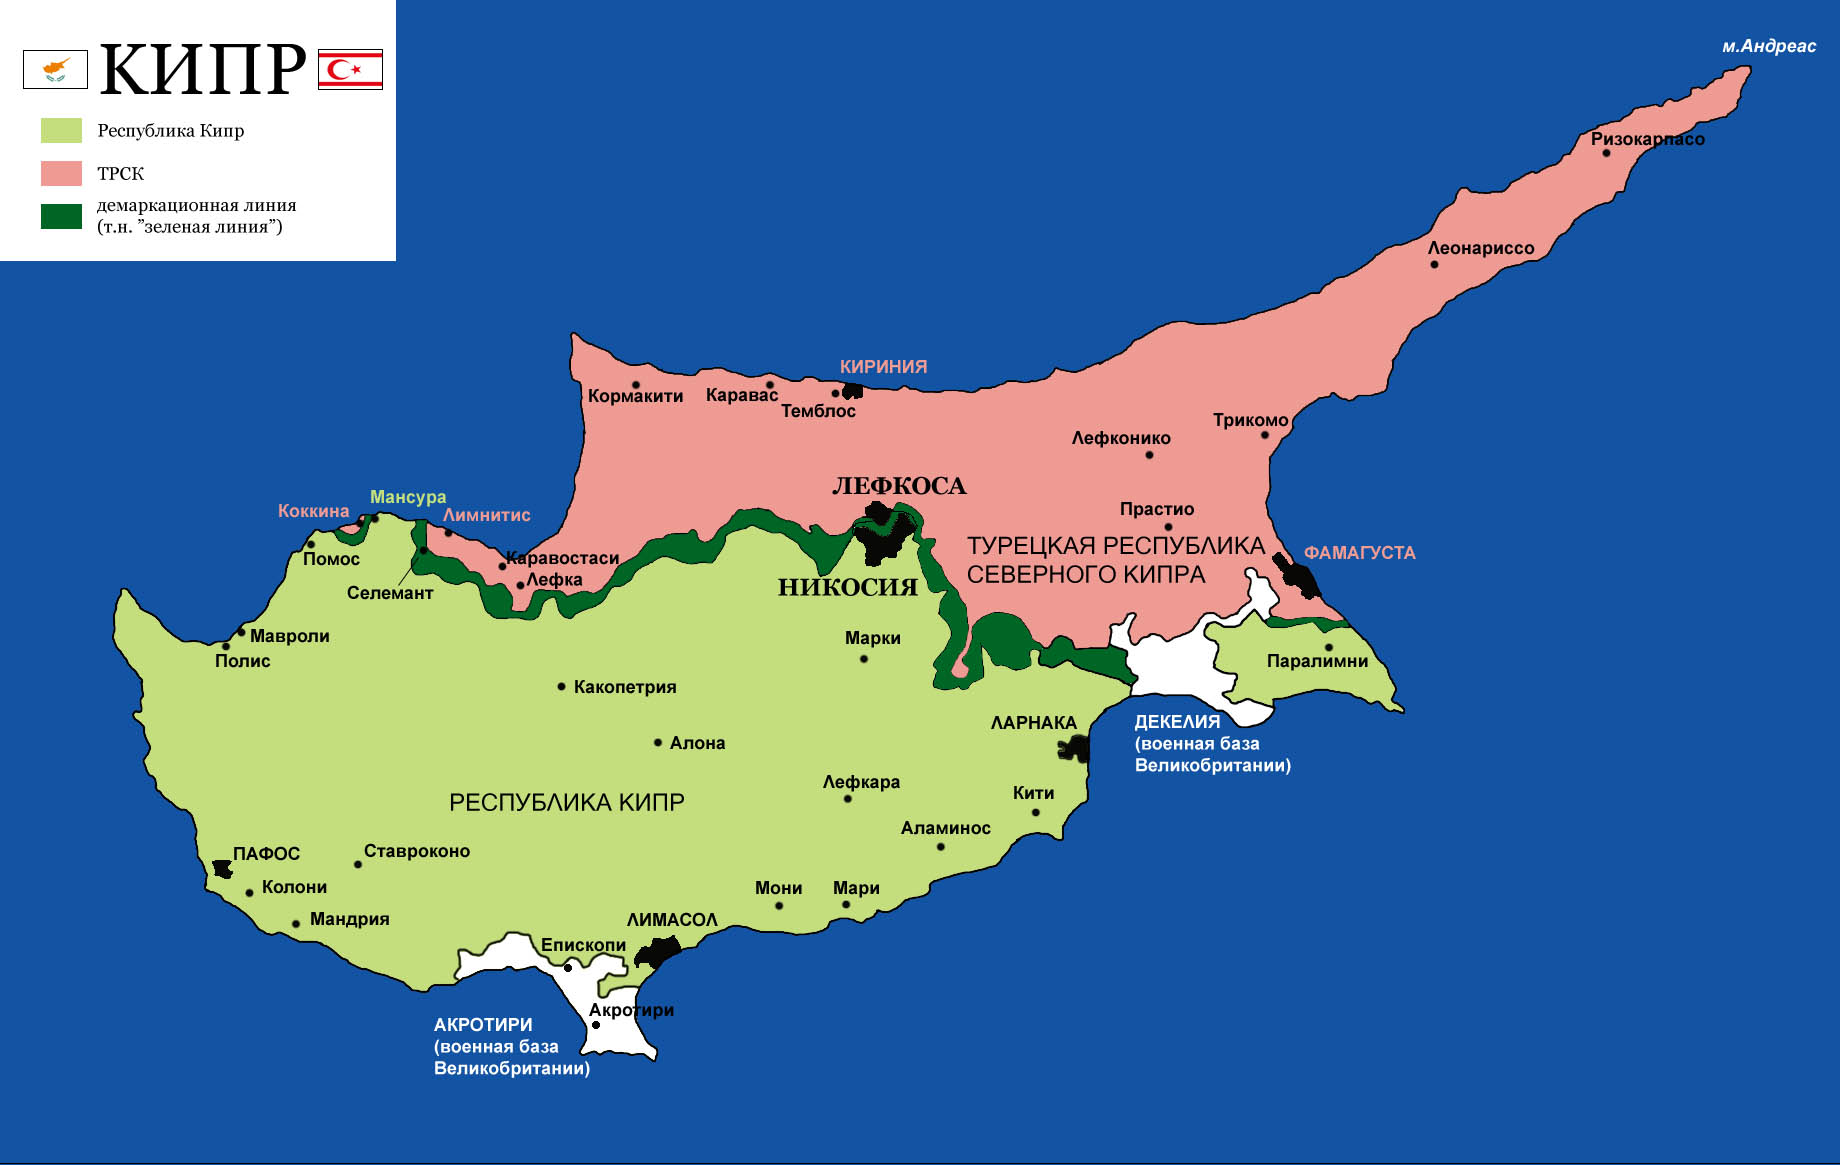 КИПР
Республика Кипр
ТРСК
демаркационная линия
(т.н. ”зеленая линия”)
м.Андреас
Ризокарпасо
Леонариссо
КИРИНИЯ
Кормакити
Каравас
Темблос
Трикомо
Лефконико
ЛЕФКОСА
Мансура
Коккина
Лимнитис
Прастио
ТУРЕЦКАЯ РЕСПУБЛИКА
СЕВЕРНОГО КИПРА
ФАМАГУСТА
Помос
Каравостаси
Лефка
Селемант
НИКОСИЯ
Мавроли
Полис
Марки
Паралимни
Какопетрия
ЛАРНАКА
ДЕКЕЛИЯ
(военная база
Великобритании)
Алона
Лефкара
Кити
РЕСПУБЛИКА КИПР
Аламинос
ПАФОС
Ставроконо
Колони
Мони
Мари
Мандрия
ЛИМАСОЛ
Епископи
Акротири
АКРОТИРИ
(военная база
Великобритании)